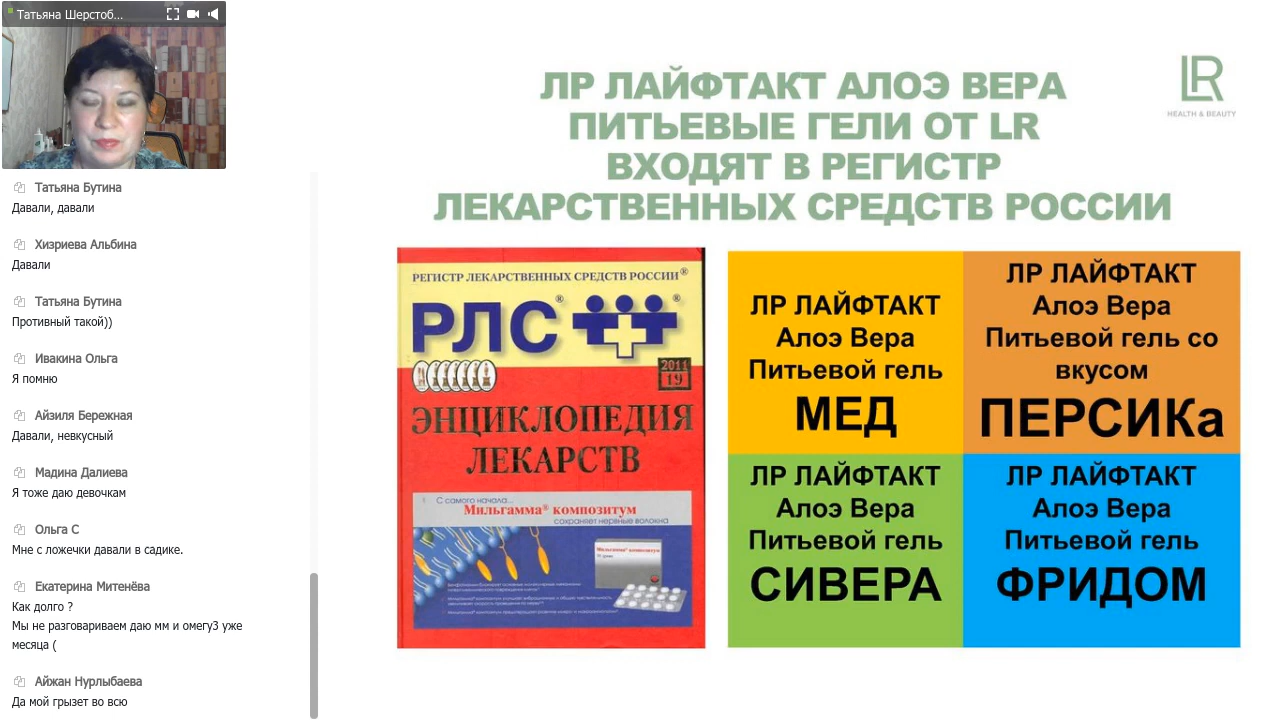 Татьяна Шерстоб...
Татьяна Бутина
Давали, давали
Хизриева Альбина
Давали
Татьяна Бутина
Противный такой))
Ивакина Ольга
Я помню
Айзиля Бережная
Давали, невкусный
Мадина Далиева
Я тоже даю девочкам
Ольга С
Мне с ложечки давали в садике.
Екатерина Митенёва
Как долго ?
Мы не разговариваем даю мм и омегу3 уже
месяца (
Айжан Нурлыбаева
Да мой грызет во всю
ЛР ЛАЙФТАКТ АЛОЭ ВЕРА
ПИТЬЕВЫЕ ГЕЛИ ОТ LR
ВХОДЯТ В РЕГИСТР
ЛЕКАРСТВЕННЫХ СРЕДСТВ РОССИИ
LR
HEALTH & BEAUTY
РЕГИСТР ЛЕКАРСТВЕННЫХ СРЕДСТВ РОССИИ®
РЛС®
®
2011
19
ЭНЦИКЛОПЕДИЯ
ЛЕКАРСТВ
С самого начала...
Мильгамма® композитум
сохраняет нервные волокна
Мильгамма® композитум
ЛР ЛАЙФТАКТ
Алоэ Вера
Питьевой гель
МЕД
ЛР ЛАЙФТАКТ
Алоэ Вера
Питьевой гель со
вкусом
ПЕРСИКа
ЛР ЛАЙФТАКТ
Алоэ Вера
Питьевой гель
СИВЕРА
ЛР ЛАЙФТАКТ
Алоэ Вера
Питьевой гель
ФРИДОМ